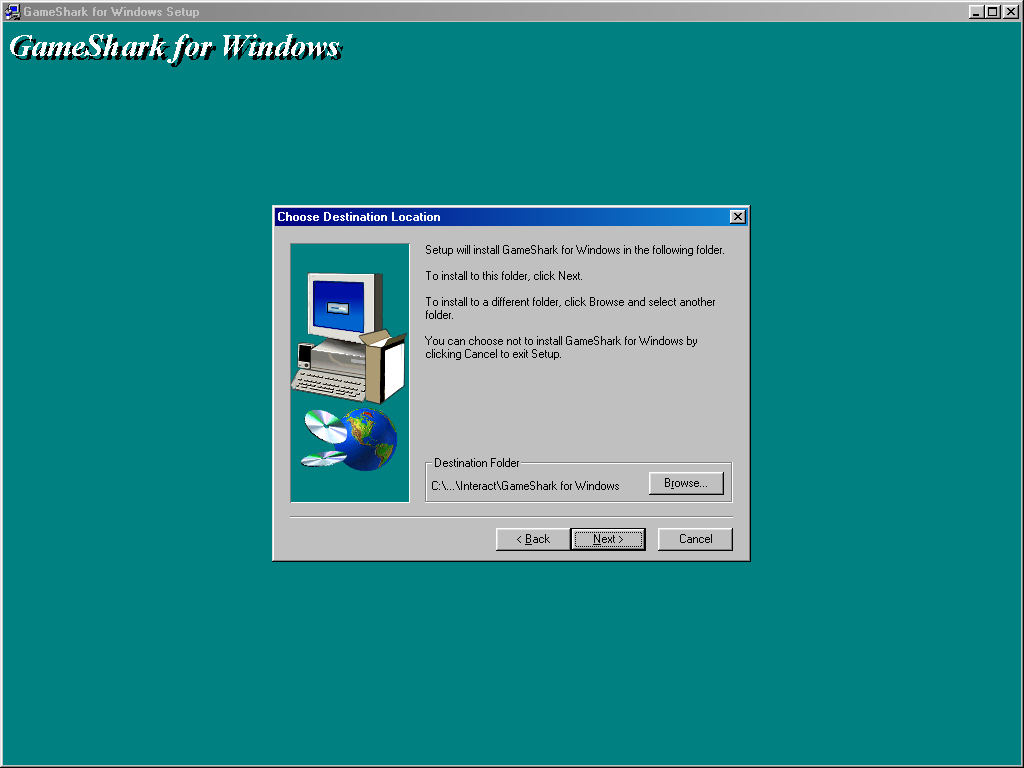 GameShark for Windows Setup
GameShark for Windows
Choose Destination Location
Setup will install GameShark for Windows in the following folder.
To install to this folder, click Next.
To install to a different folder, click Browse and select another
folder.
You can choose not to install GameShark for Windows by
clicking Cancel to exit Setup.
Destination Folder
C:\...\Interact\GameShark for Windows
Browse...
< Back
Next >
Cancel